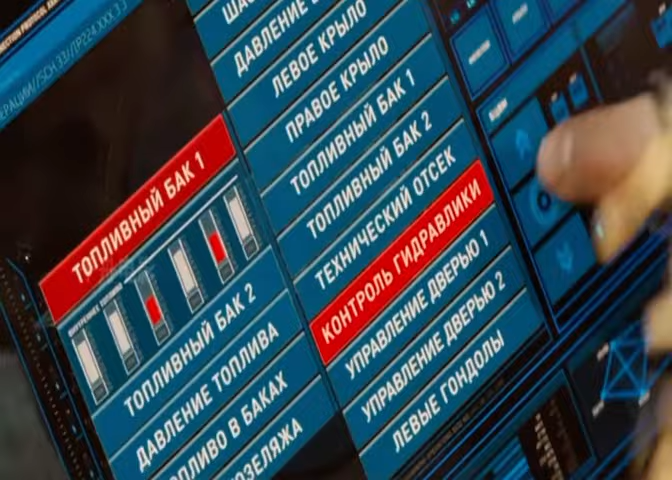 ДАВЛЕНИЕ
ЛЕВОЕ КРЫЛО
ПРАВОЕ КРЫЛО
ТОПЛИВНЫЙ БАК 1
ТОПЛИВНЫЙ БАК 2
ТЕХНИЧЕСКИЙ ОТСЕК
КОНТРОЛЬ ГИДРАВЛИКИ
УПРАВЛЕНИЕ ДВЕРЬЮ 1
УПРАВЛЕНИЕ ДВЕРЬЮ 2
ЛЕВЫЕ ГОНДОЛЫ
ТОПЛИВНЫЙ БАК 1
ТОПЛИВНЫЙ БАК 2
ДАВЛЕНИЕ ТОПЛИВА
В БАКАХ